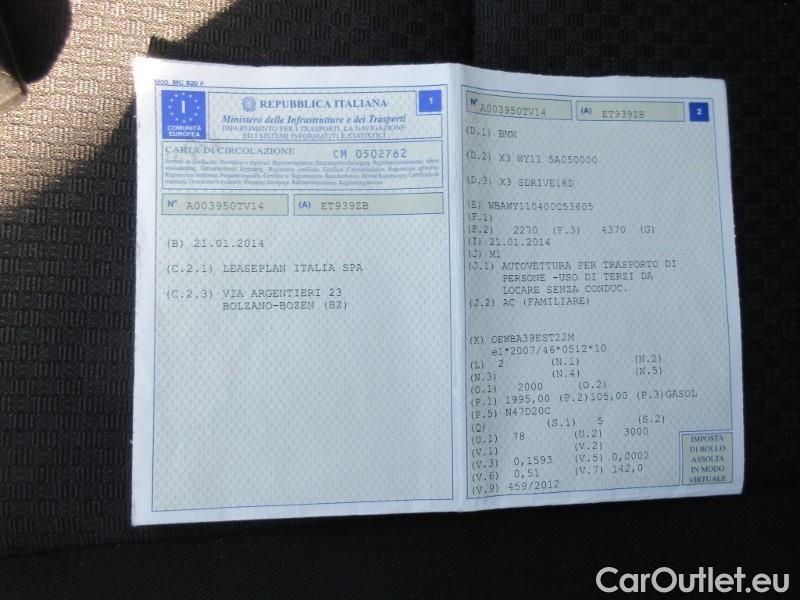 Mod. MC 820 F
I
COMUNITÀ
EUROPEA
REPUBBLICA ITALIANA
1
Ministero delle Infrastrutture e dei Trasporti
DIPARTIMENTO PER I TRASPORTI, LA NAVIGAZIONE
ED I SISTEMI INFORMATIVI E STATISTICI
CARTA DI CIRCOLAZIONE
CM 0502762
N° A003950TV14 (A) ET939ZB
(B) 21.01.2014
(C.2.1) LEASEPLAN ITALIA SPA
(C.2.3) VIA ARGENTIERI 23
BOLZANO-BOZEN (BZ)
N° A003950TV14 (A) ET939ZB 2
(D.1) BMW
(D.2) X3 WY11 5A050000
(D.3) X3 SDRIVE18D
(E) WBAWY110400C53605
(F.1)
(F.2) 2270 (F.3) 4370 (G)
(I) 21.01.2014
(J) M1
(J.1) AUTOVETTURA PER TRASPORTO DI
PERSONE -USO DI TERZI DA
LOCARE SENZA CONDUC.
(J.2) AC (FAMILIARE)
(K) OEWBA39EST22M
e1*2007/46*0512*10
(L) 2 (N.1) (N.2)
(N.3) (N.4) (N.5)
(O.1) 2000 (O.2)
(P.1) 1995,00 (P.2)105,00 (P.3)GASOL
(P.5) N47D20C
(Q) (S.1) 5 (S.2)
(U.1) 78 (U.2) 3000
(V.1) (V.2)
(V.3) 0,1593 (V.5) 0,0002
(V.6) 0,51 (V.7) 142,0
(V.9) 459/2012
IMPOSTA
DI BOLLO
ASSOLTA
IN MODO
VIRTUALE
CarOutlet.eu